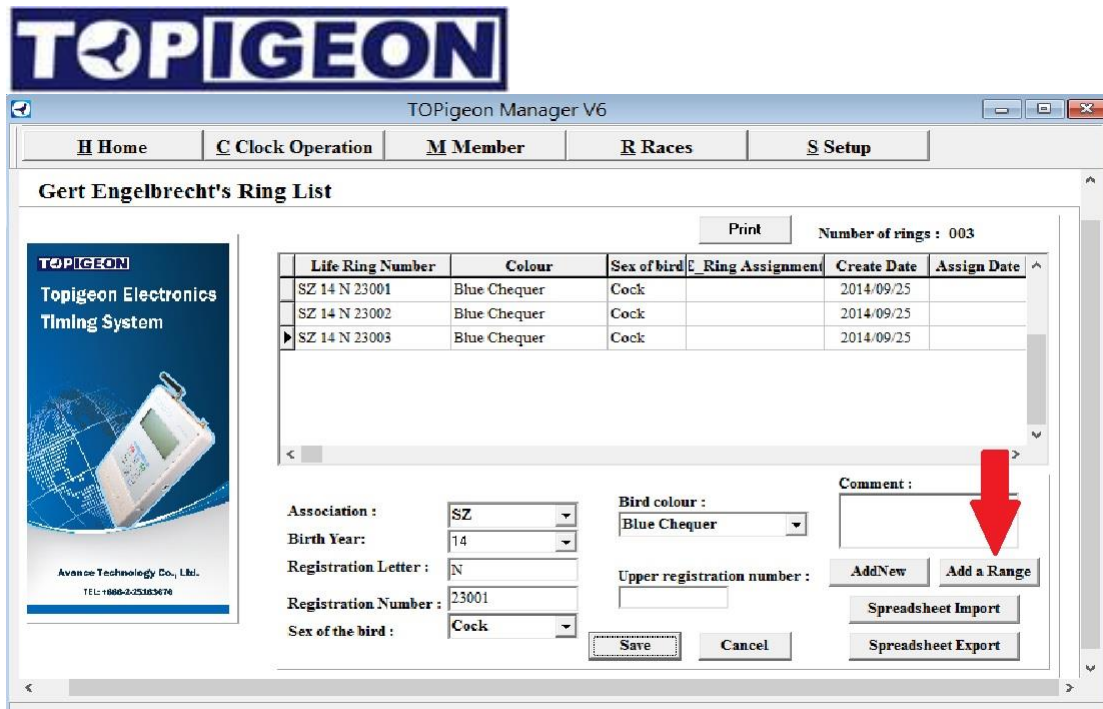 TOPIGEON
TOPigeon Manager V6
H Home C Clock Operation M Member R Races S Setup
Gert Engelbrecht's Ring List
Print Number of rings : 003
TOPIGEON
Topigeon Electronics
Timing System
Avance Technology Co., Ltd.
Life Ring Number Colour Sex of bird E_Ring Assignment Create Date Assign Date
SZ 14 N 23001 Blue Chequer Cock 2014/09/25
SZ 14 N 23002 Blue Chequer Cock 2014/09/25
SZ 14 N 23003 Blue Chequer Cock 2014/09/25
Association : SZ
Birth Year: 14
Registration Letter : N
Registration Number : 23001
Sex of the bird : Cock
Bird colour :
Blue Chequer
Upper registration number :
Save Cancel
Comment :
AddNew Add a Range
Spreadsheet Import
Spreadsheet Export